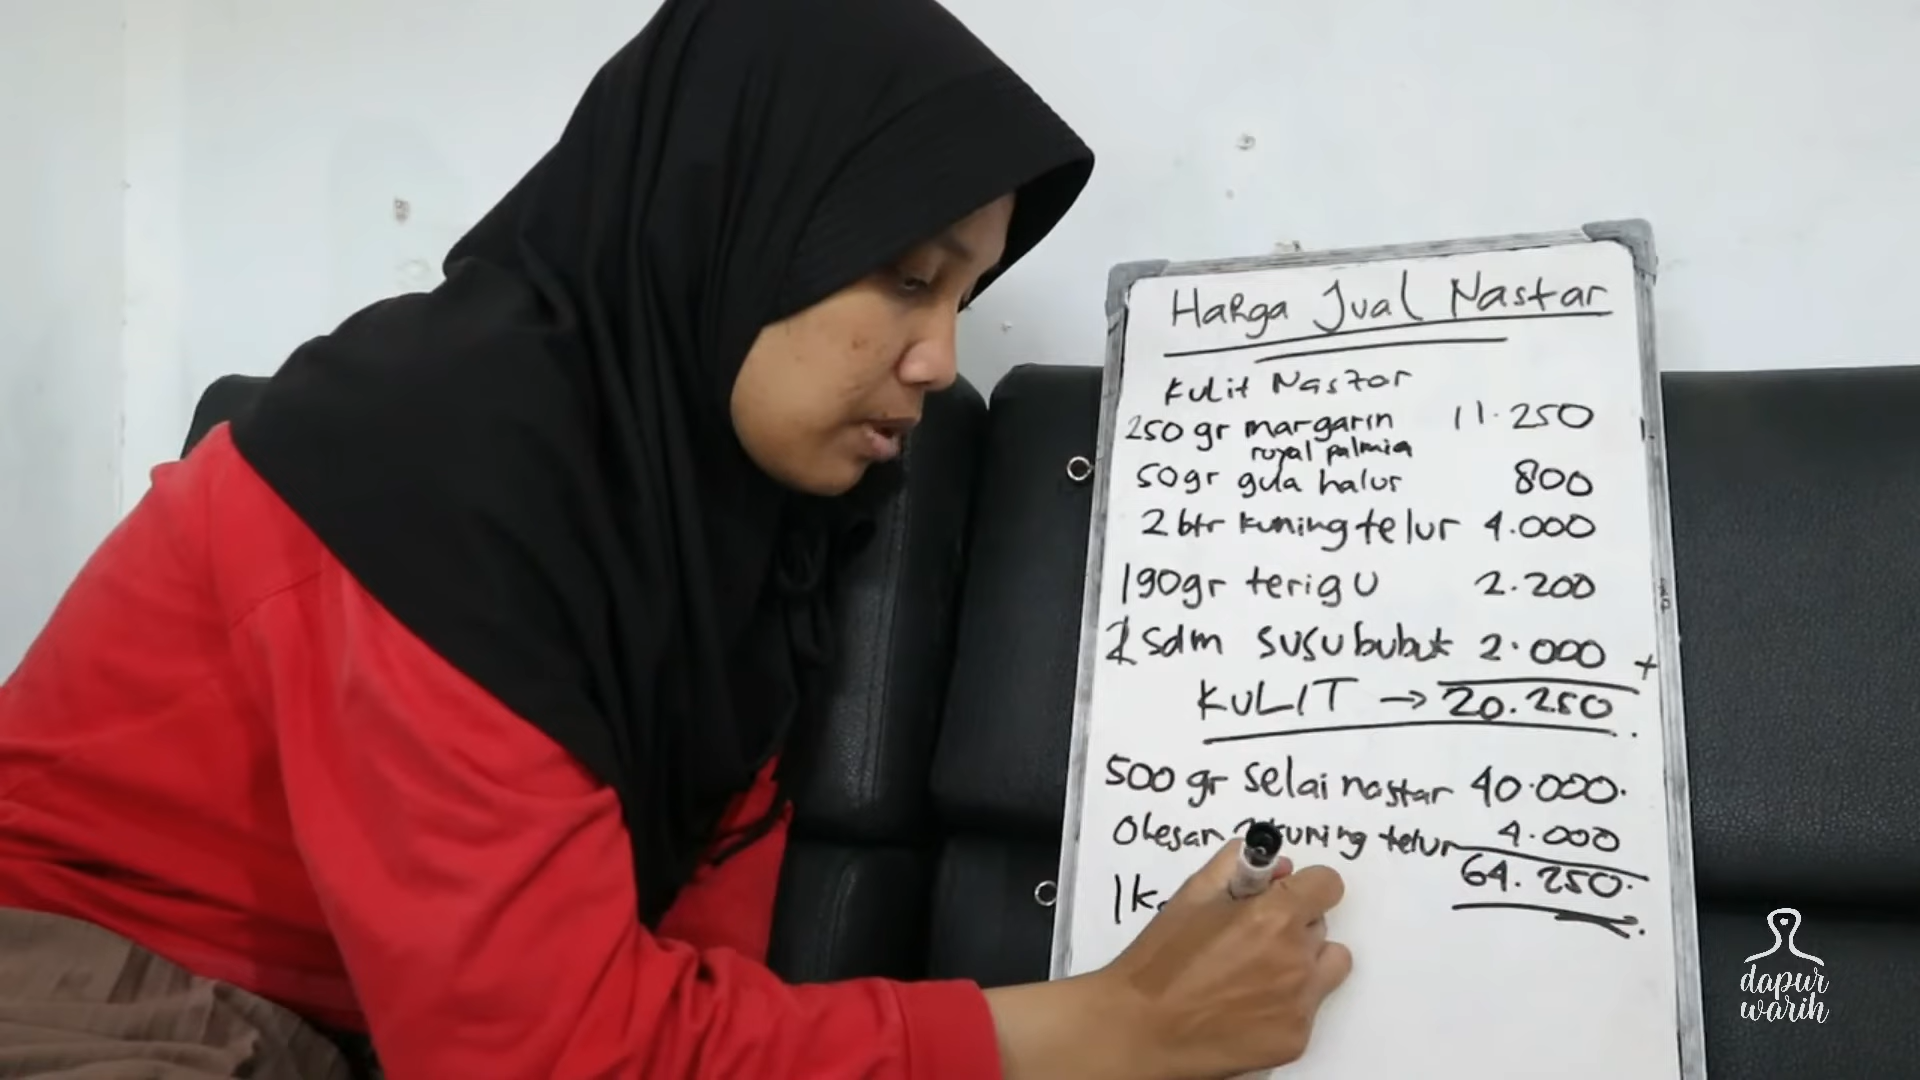 Harga Jual Nastar
Kulit Nastar
250 gr margarin 11.250
royal palmia
50gr gula halus 800
2 btr kuning telur 4.000
190gr terigu 2.200
2 sdm susu bubuk 2.000 +
KULIT → 20.250
500 gr selai nastar 40.000.
Olesan kuning telur 4.000
64.250.
dapur
warih